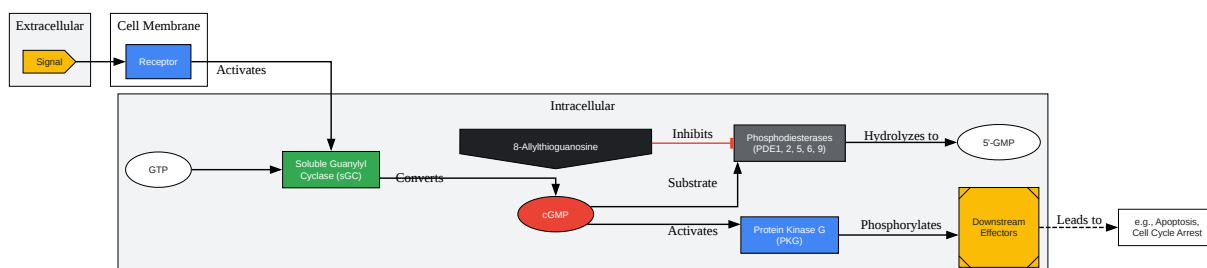 Extracellular
Cell Membrane
Signal
Receptor
Activates
Intracellular
GTP
Soluble Guanylyl
Cyclase (sGC)
Converts
8-Allylthioguanosine
Inhibits
Phosphodiesterases
(PDE1, 2, 5, 6, 9)
Hydrolyzes to
5'-GMP
Substrate
cGMP
Activates
Protein Kinase G
(PKG)
Phosphorylates
Downstream
Effectors
Leads to
e.g., Apoptosis,
Cell Cycle Arrest